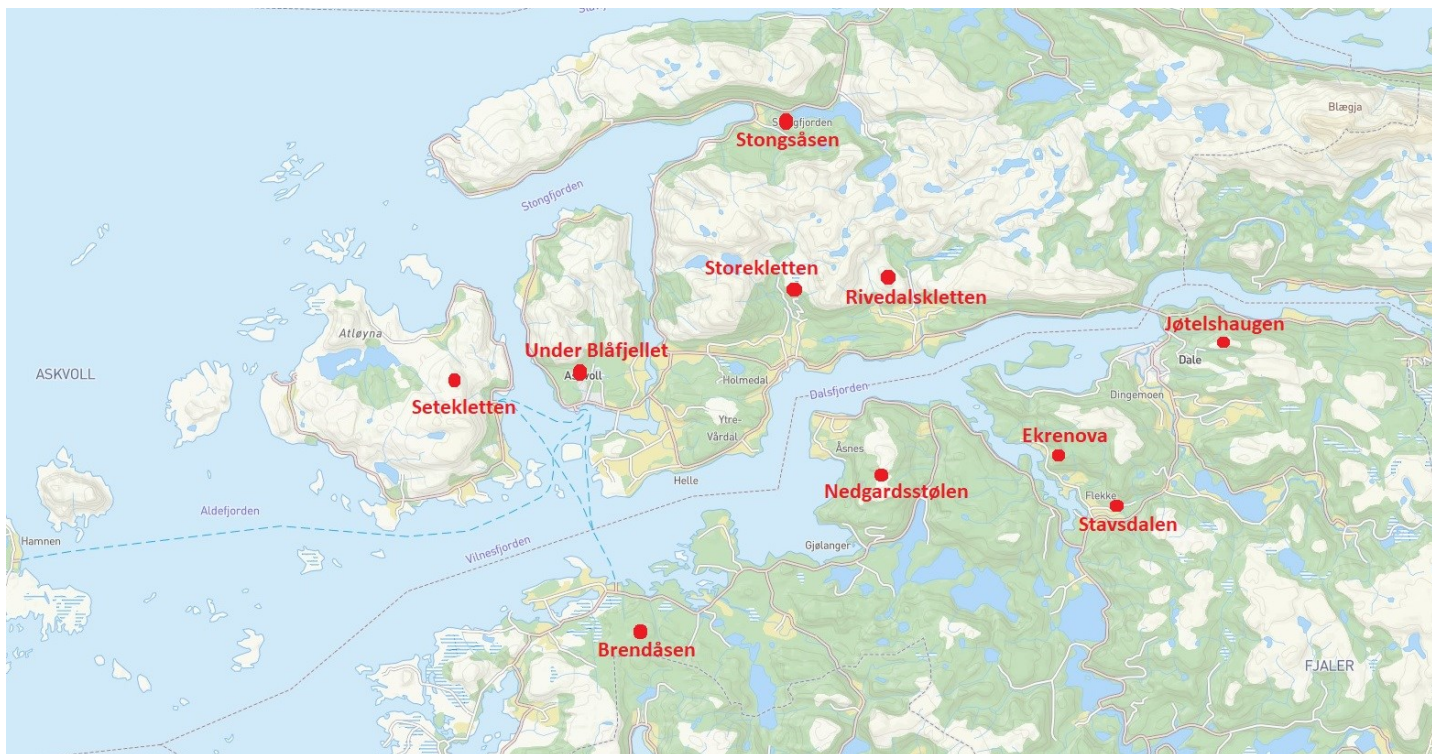 Stongfjorden
Stongsåsen
Blægja
Stongfjorden
Storekletten
Rivedalskletten
Atløyna
Under Blåfjellet
Askvoll
Jøtelshaugen
Dale
ASKVOLL
Setekletten
Holmedal
Dalsfjorden
Dingemoen
Ytre-
Vårdal
Åsnes
Ekrenova
Helle
Nedgardsstølen
Flekke
Stavsdalen
Aldefjorden
Hamnen
Vilnesfjorden
Gjølanger
Brendåsen
FJALER